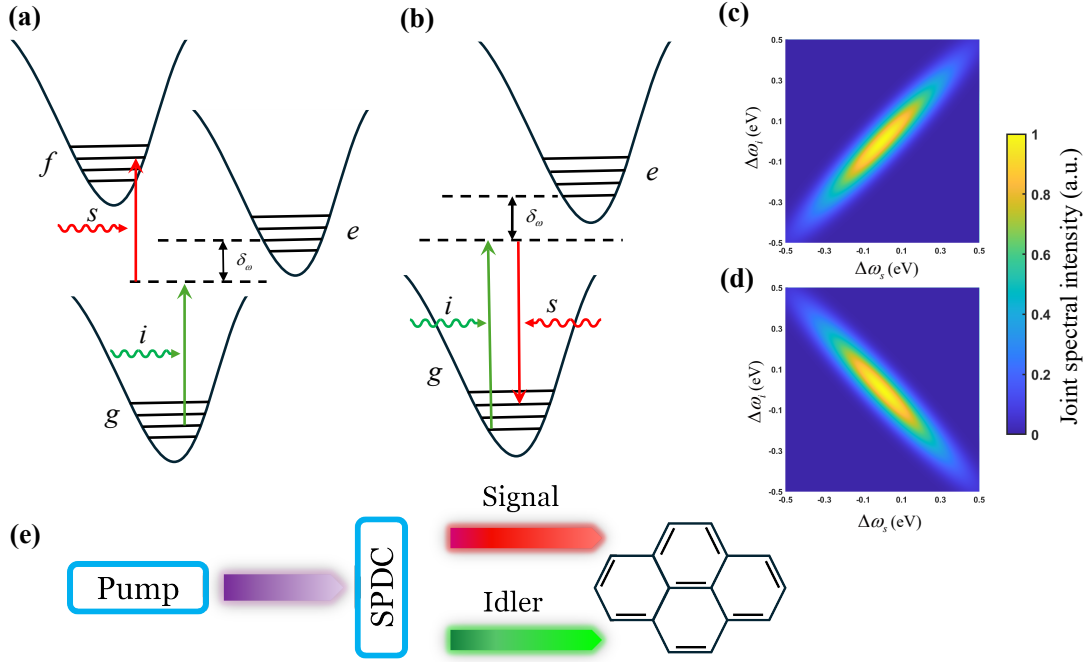 (a)
f
s
e
δω
i
g
(b)
e
δω
i
s
g
(c)
0.5
0.3
0.1
-0.1
-0.3
-0.5
Δωi (eV)
-0.5 -0.3 -0.1 0.1 0.3 0.5
Δωs (eV)
(d)
0.5
0.3
0.1
-0.1
-0.3
-0.5
Δωi (eV)
-0.5 -0.3 -0.1 0.1 0.3 0.5
Δωs (eV)
1
0.8
0.6
0.4
0.2
0
Joint spectral intensity (a.u.)
(e)
Pump
SPDC
Signal
Idler